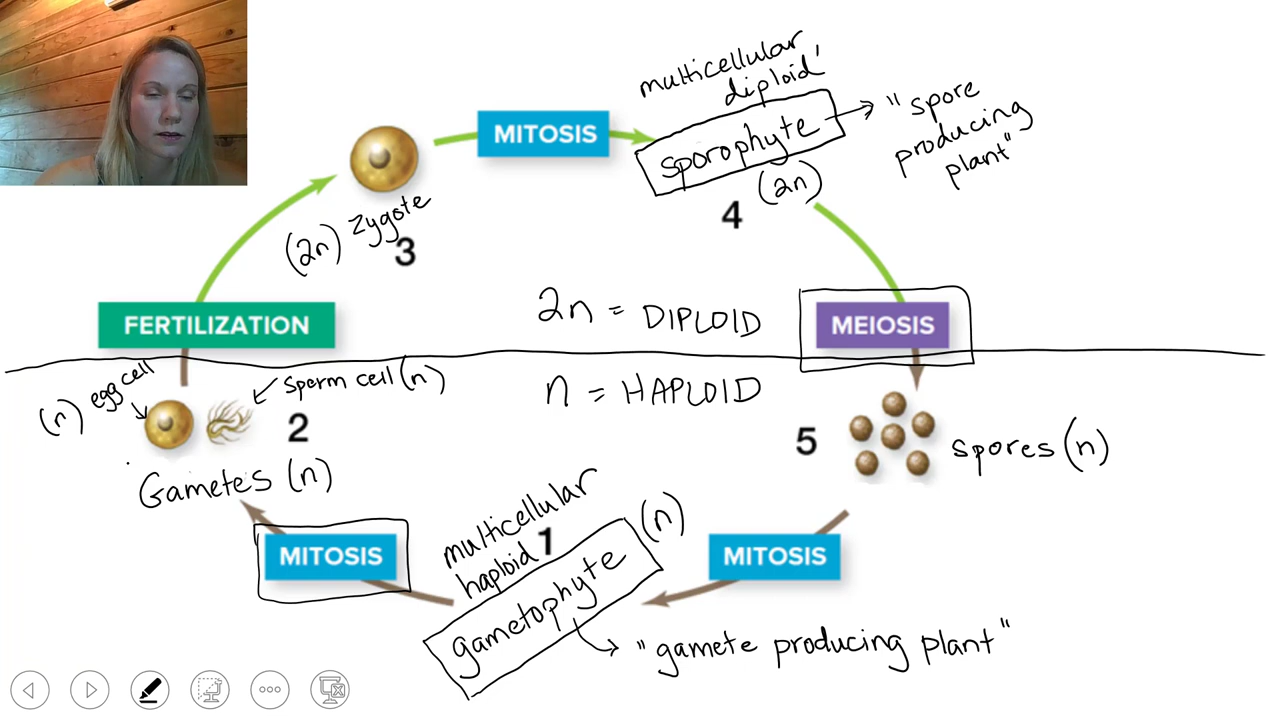 multicellular
diploid
MITOSIS
sporophyte
(2n)
4
"spore
producing
plant"
(2n) Zygote
3
FERTILIZATION
2n = DIPLOID
MEIOSIS
n = HAPLOID
(n) egg cell
sperm cell (n)
2
Gametes (n)
5
spores (n)
MITOSIS
multicellular
haploid
1
gametophyte
(n)
MITOSIS
"gamete producing plant"